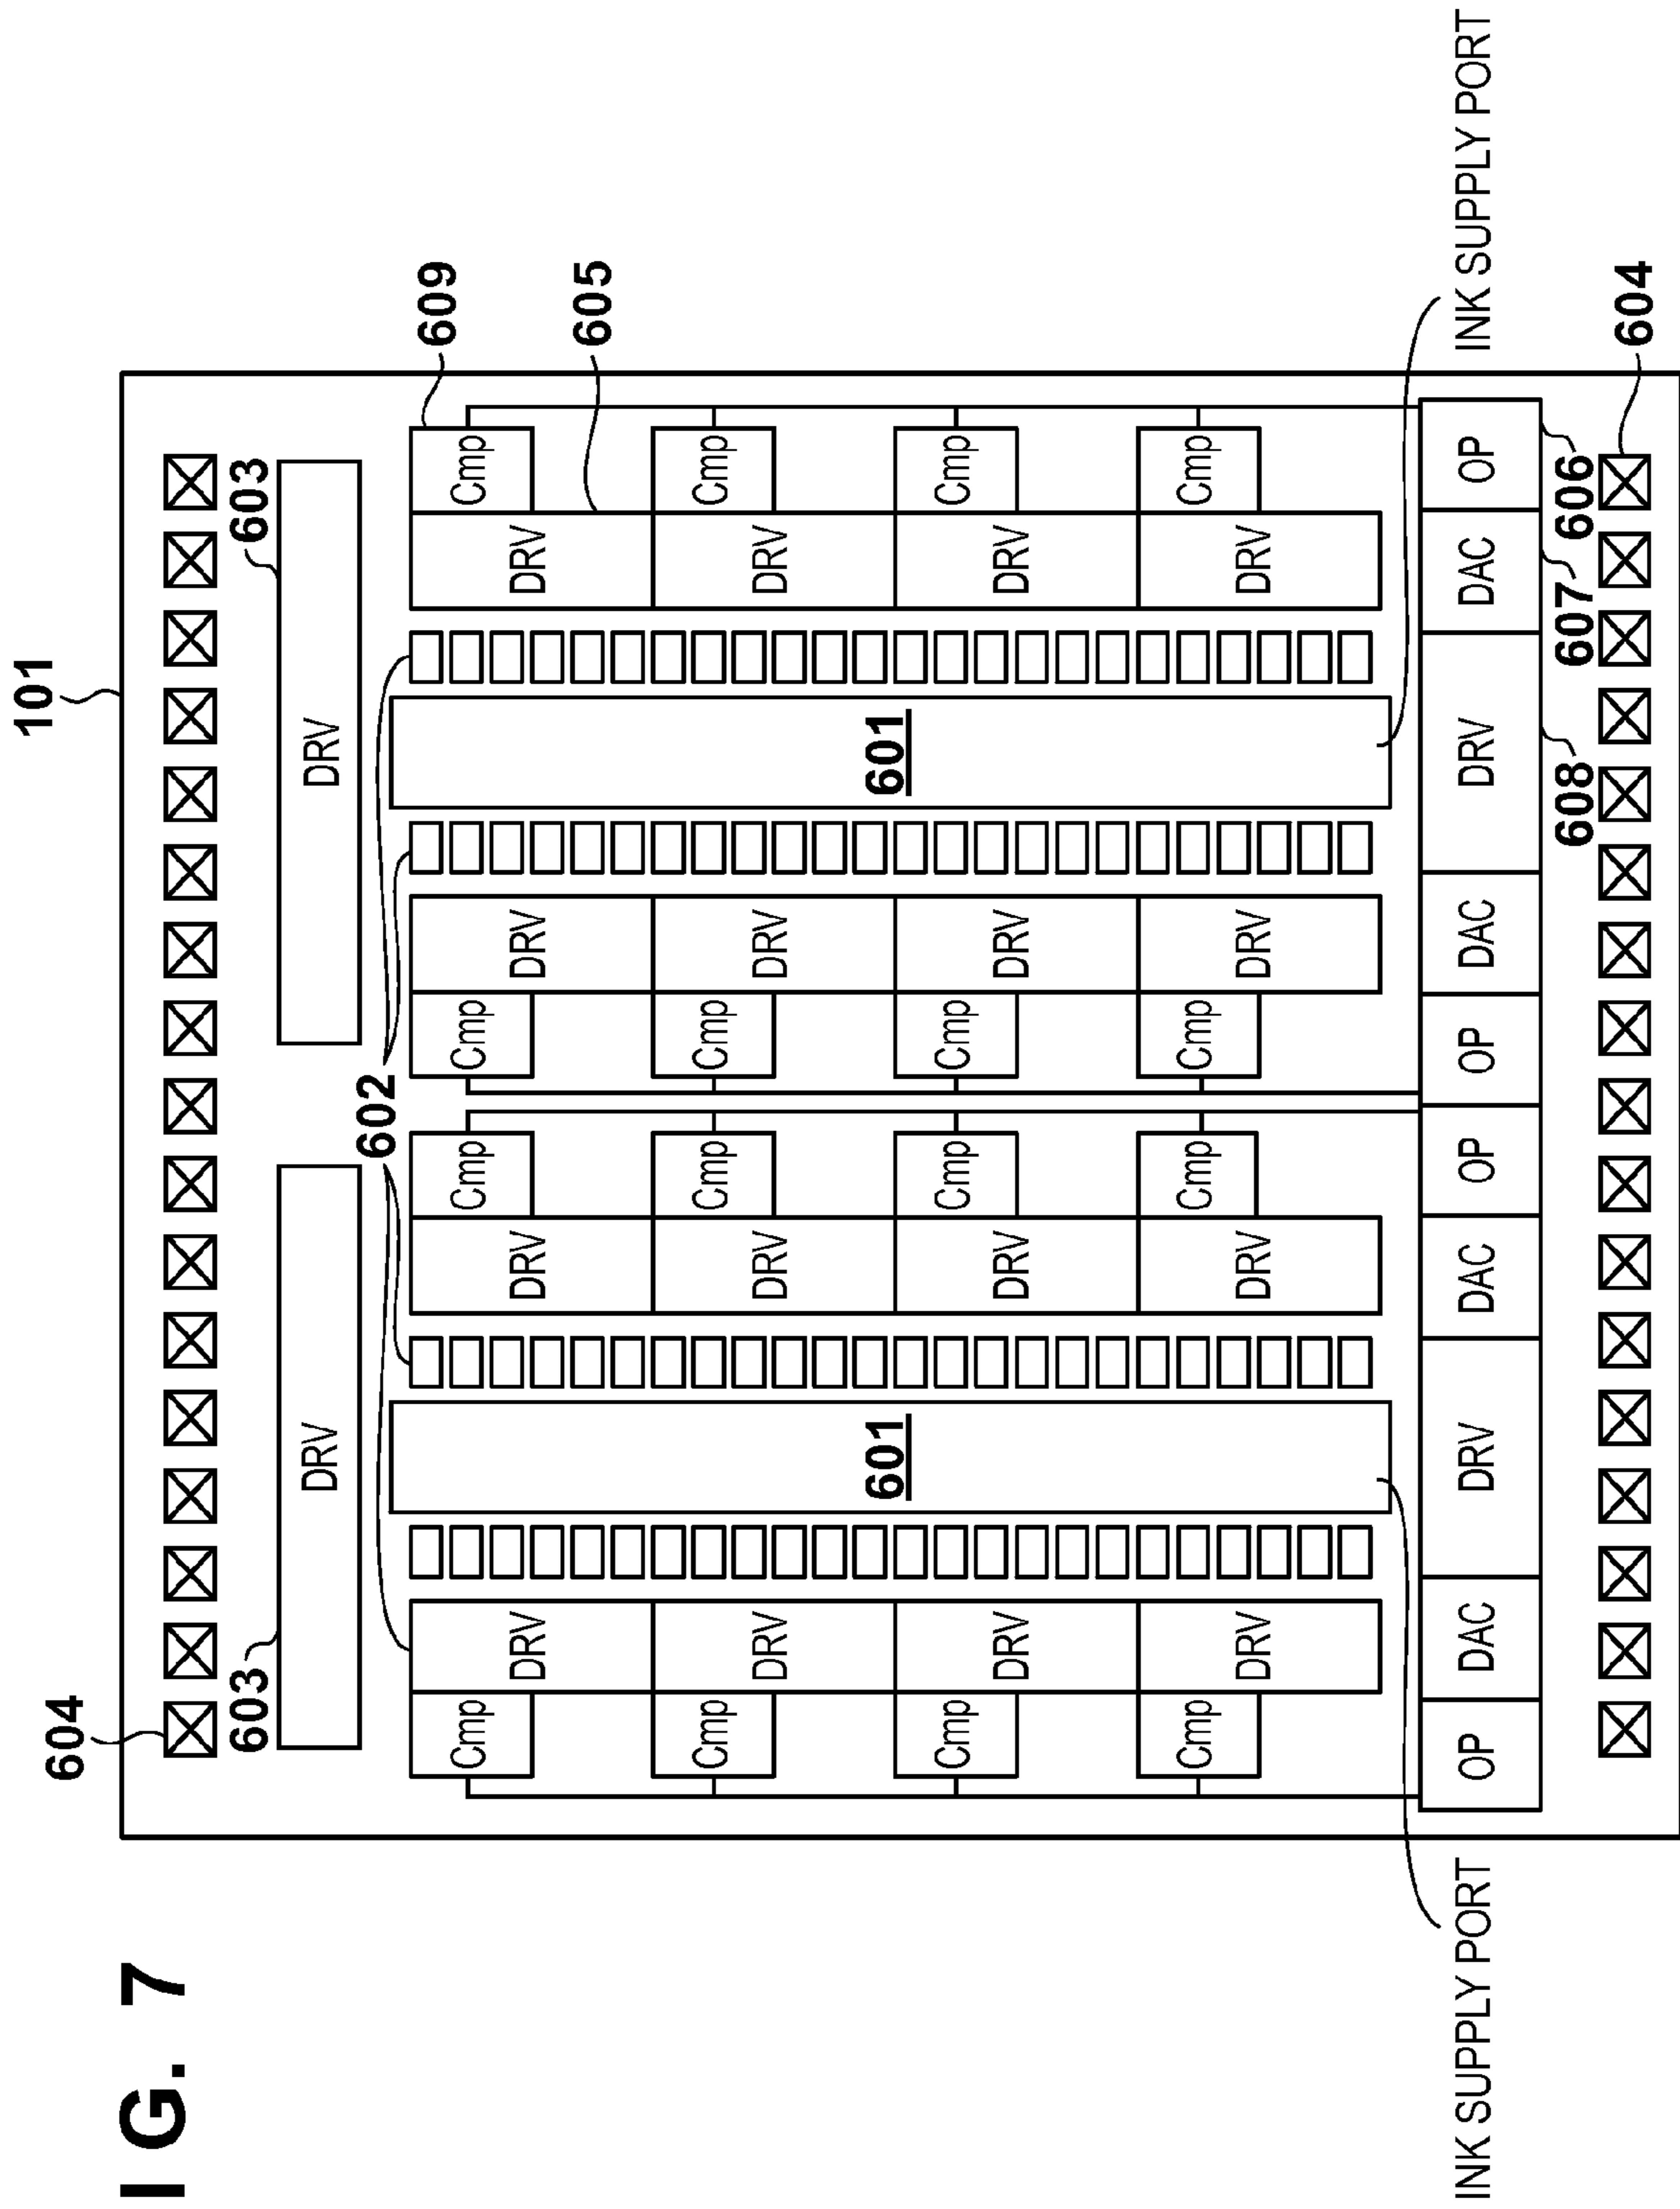 I G. 7
101
604
603
603
DRV
DRV
602
609
Cmp DRV DRV Cmp Cmp DRV DRV Cmp
605
Cmp DRV DRV Cmp Cmp DRV DRV Cmp
601
601
Cmp DRV DRV Cmp Cmp DRV DRV Cmp
Cmp DRV DRV Cmp Cmp DRV DRV Cmp
INK SUPPLY PORT
OP DAC DRV DAC OP OP DAC DRV DAC OP
INK SUPPLY PORT
608
607
606
604